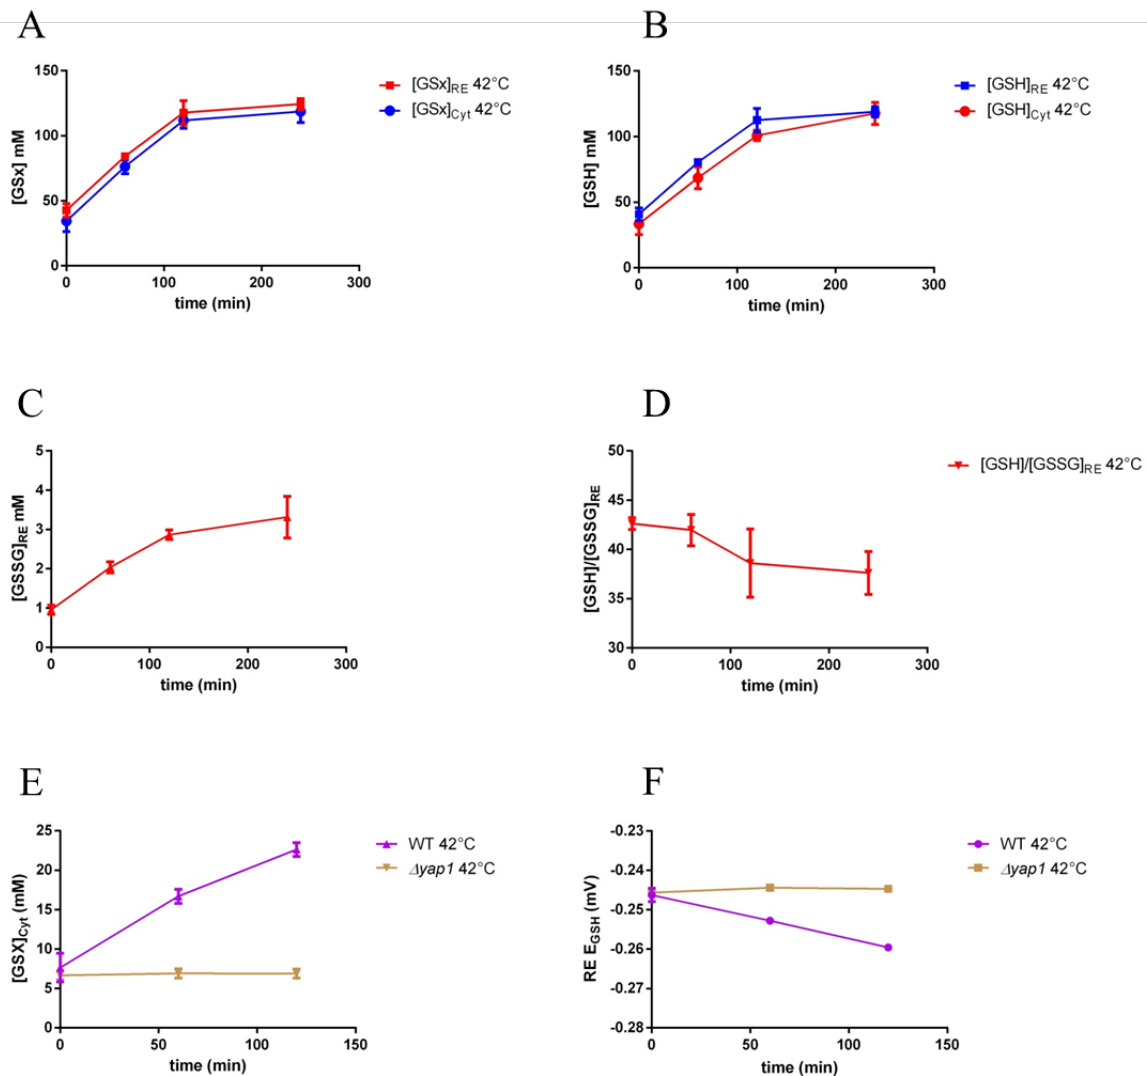 A
[GSx] mM
150
100
50
0
0 100 200 300
time (min)
[GSx]RE 42°C
[GSx]Cyt 42°C
B
[GSH] mM
150
100
50
0
0 100 200 300
time (min)
[GSH]RE 42°C
[GSH]Cyt 42°C
C
[GSSG]RE mM
5
4
3
2
1
0
0 100 200 300
time (min)
D
[GSH]/[GSSG]RE
50
45
40
35
30
0 100 200 300
time (min)
[GSH]/[GSSG]RE 42°C
E
[GSX]Cyt (mM)
25
20
15
10
5
0
0 50 100 150
time (min)
WT 42°C
Δyap1 42°C
F
RE EGSH (mV)
-0.23
-0.24
-0.25
-0.26
-0.27
-0.28
0 50 100 150
time (min)
WT 42°C
Δyap1 42°C